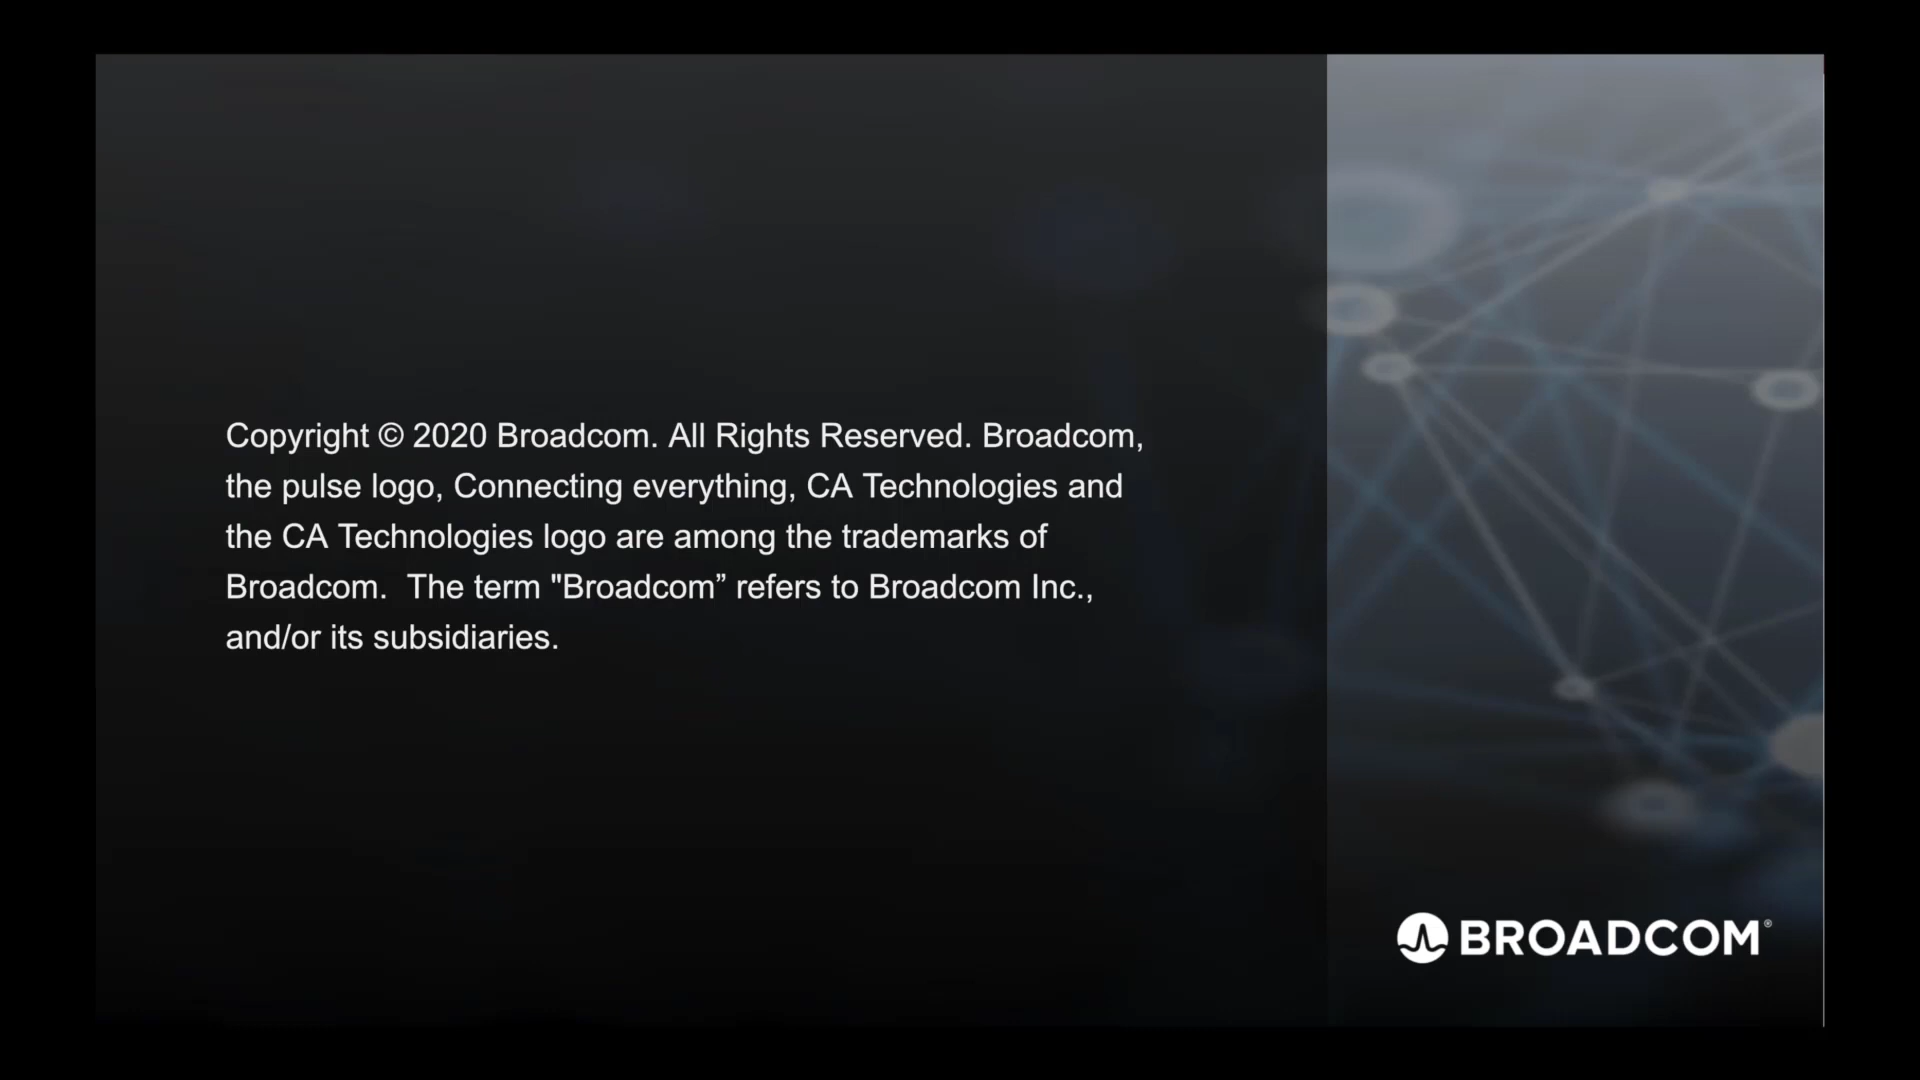 Copyright © 2020 Broadcom. All Rights Reserved. Broadcom,
the pulse logo, Connecting everything, CA Technologies and
the CA Technologies logo are among the trademarks of
Broadcom.  The term "Broadcom” refers to Broadcom Inc.,
and/or its subsidiaries.
BROADCOM®